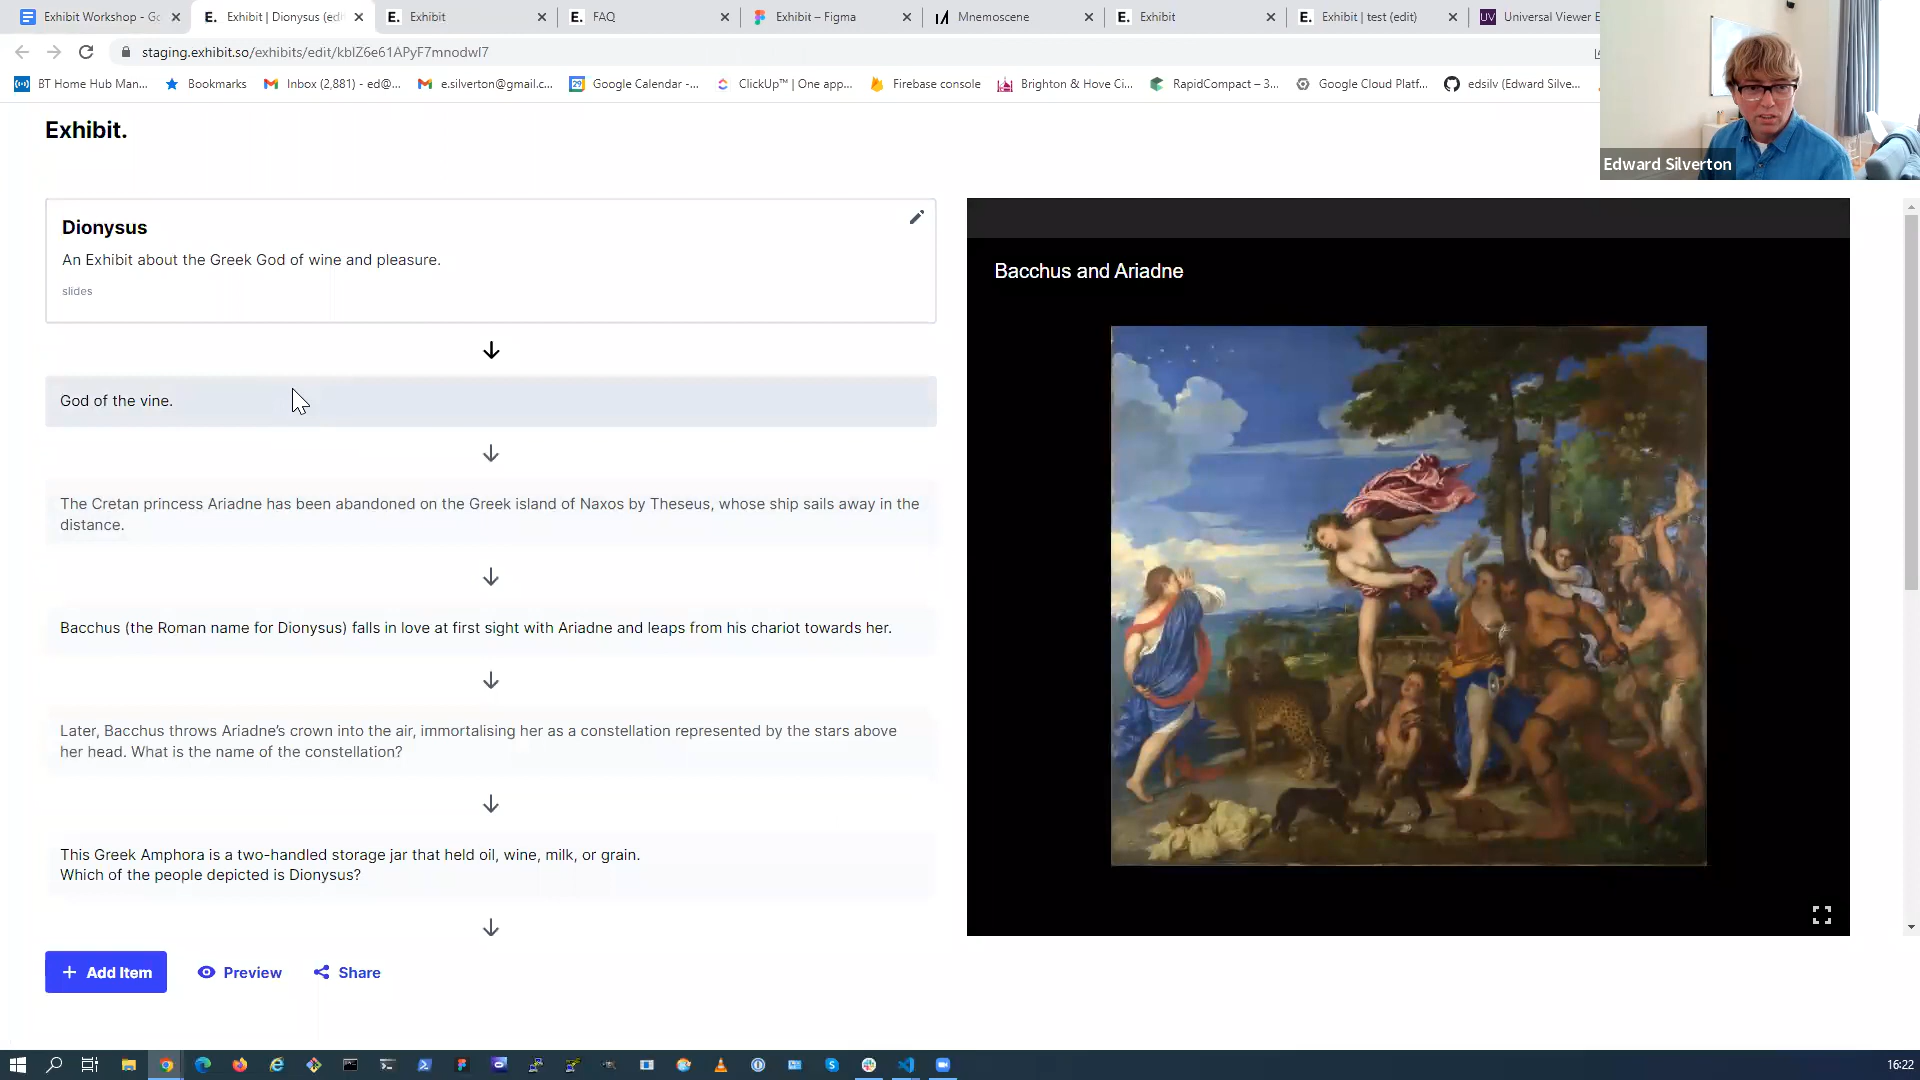 Exhibit Workshop - Go
Exhibit | Dionysus (edi
Exhibit
FAQ
Exhibit – Figma
Mnemoscene
Exhibit
Exhibit | test (edit)
Universal Viewer E
staging.exhibit.so/exhibits/edit/kblZ6e61APyF7mnodwl7
BT Home Hub Man...
Bookmarks
Inbox (2,881) - ed@...
e.silverton@gmail.c...
Google Calendar -...
ClickUp™ | One app...
Firebase console
Brighton & Hove Ci...
RapidCompact – 3...
Google Cloud Platf...
edsilv (Edward Silve...
Edward Silverton
Exhibit.
Dionysus
An Exhibit about the Greek God of wine and pleasure.
slides
God of the vine.
The Cretan princess Ariadne has been abandoned on the Greek island of Naxos by Theseus, whose ship sails away in the
distance.
Bacchus (the Roman name for Dionysus) falls in love at first sight with Ariadne and leaps from his chariot towards her.
Later, Bacchus throws Ariadne’s crown into the air, immortalising her as a constellation represented by the stars above
her head. What is the name of the constellation?
This Greek Amphora is a two-handled storage jar that held oil, wine, milk, or grain.
Which of the people depicted is Dionysus?
Add Item
Preview
Share
Bacchus and Ariadne
16:22